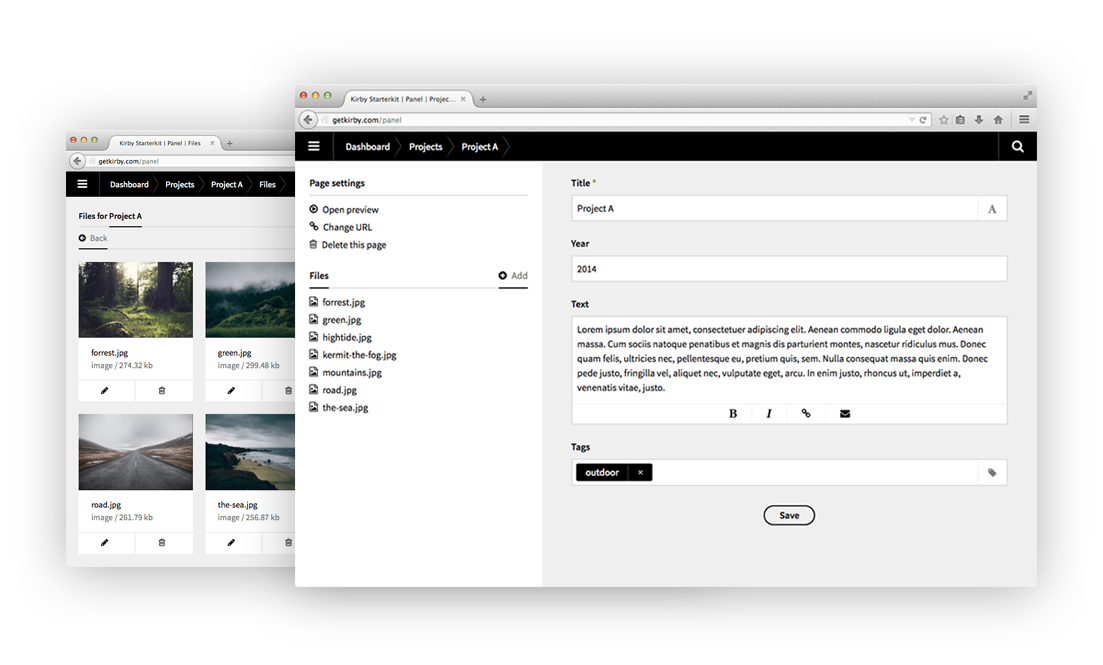 Kirby Starterkit | Panel | Files
getkirby.com/panel
Dashboard Projects Project A Files
Files for Project A
Back
forrest.jpg
image / 274.32 kb
green.jpg
image / 299.48 kb
road.jpg
image / 261.79 kb
the-sea.jpg
image / 256.87 kb
Kirby Starterkit | Panel | Projec...
getkirby.com/panel
Dashboard Projects Project A
Page settings
Open preview
Change URL
Delete this page
Files Add
forrest.jpg
green.jpg
hightide.jpg
kermit-the-fog.jpg
mountains.jpg
road.jpg
the-sea.jpg
Title *
Project A A
Year
2014
Text
Lorem ipsum dolor sit amet, consectetuer adipiscing elit. Aenean commodo ligula eget dolor. Aenean
massa. Cum sociis natoque penatibus et magnis dis parturient montes, nascetur ridiculus mus. Donec
quam felis, ultricies nec, pellentesque eu, pretium quis, sem. Nulla consequat massa quis enim. Donec
pede justo, fringilla vel, aliquet nec, vulputate eget, arcu. In enim justo, rhoncus ut, imperdiet a,
venenatis vitae, justo.
B I
Tags
outdoor ×
Save